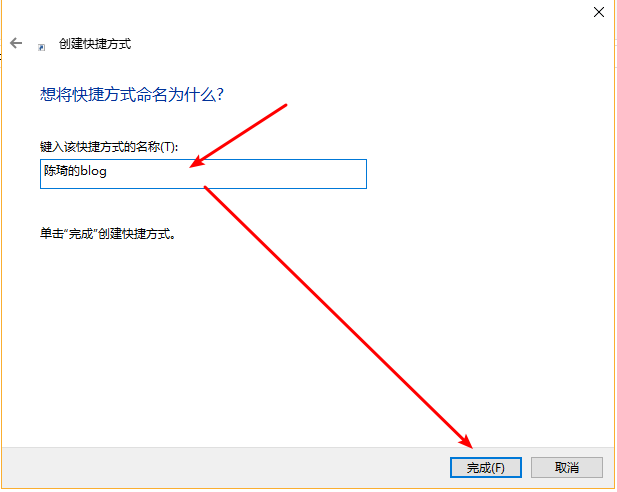 创建快捷方式
想将快捷方式命名为什么?
键入该快捷方式的名称(T):
陈琦的blog
单击“完成”创建快捷方式。
完成(F)
取消